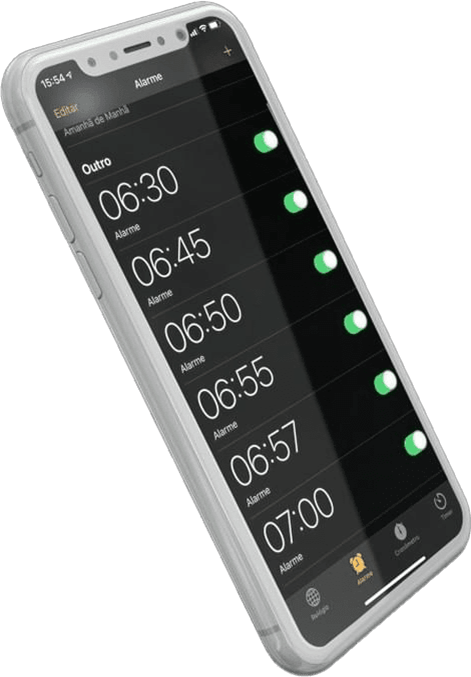 15:54
Alarme
Editar
Amanhã de Manhã
+
Outro
06:30
Alarme
06:45
Alarme
06:50
Alarme
06:55
Alarme
06:57
Alarme
07:00
Alarme
Relógio
Alarme
Cronômetro
Timer